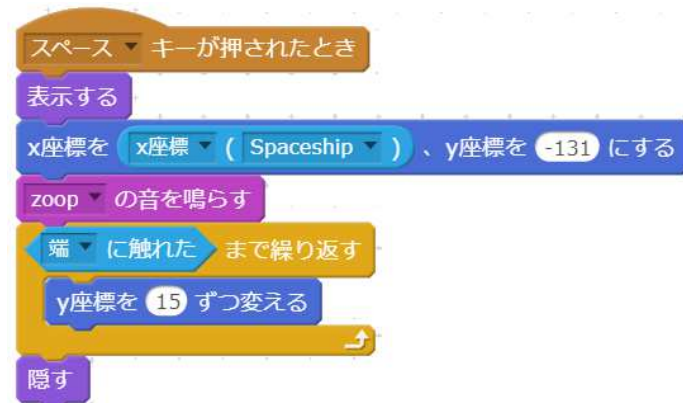 スペース キーが押されたとき
表示する
x座標を x座標 ( Spaceship ) 、y座標を -131 にする
zoop の音を鳴らす
端 に触れた まで繰り返す
y座標を 15 ずつ変える
隠す